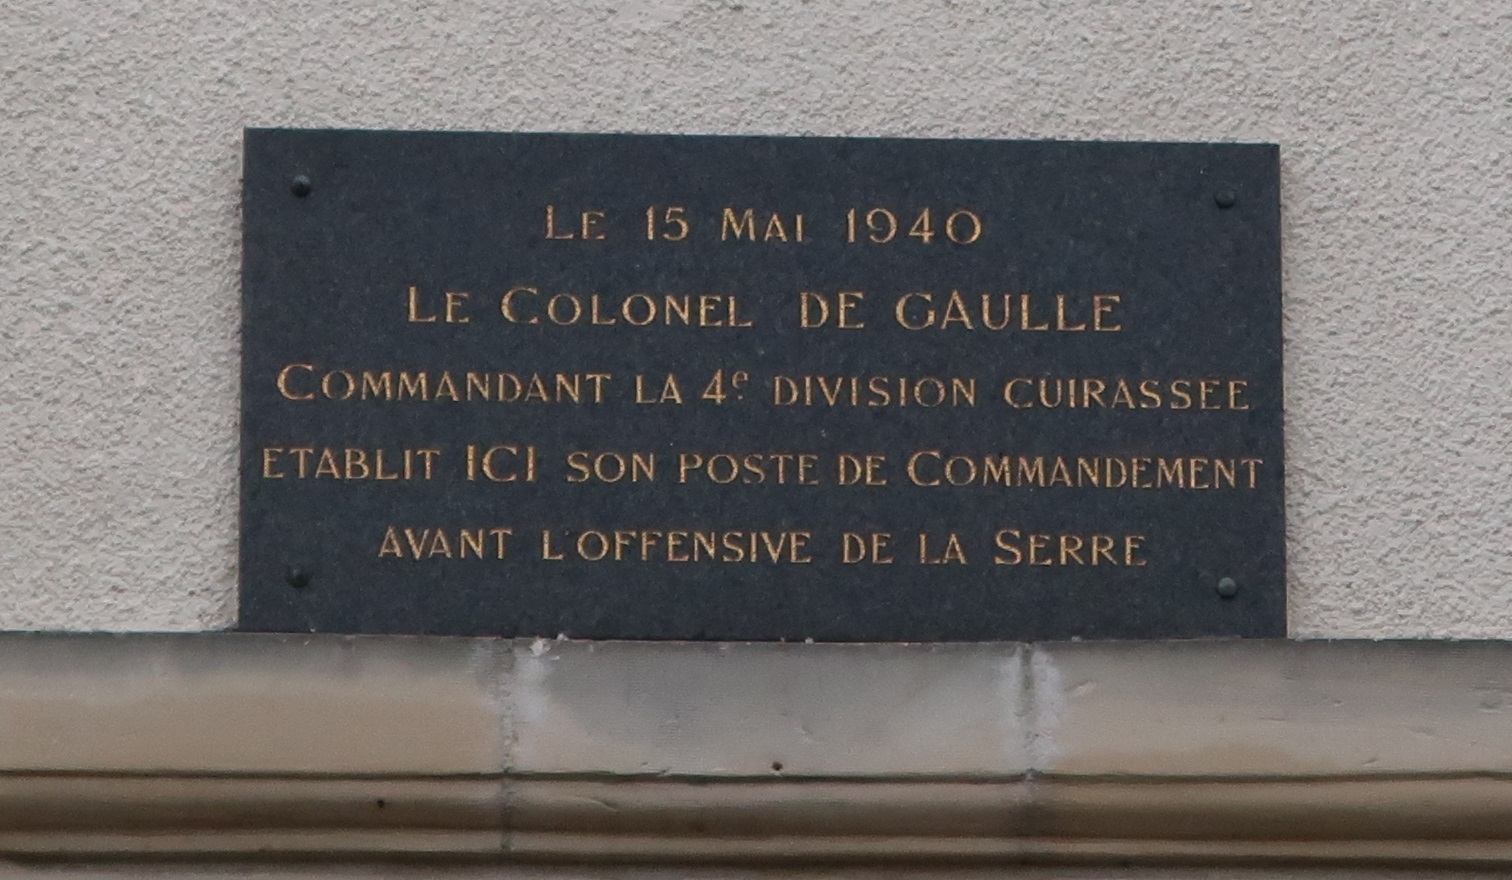 LE 15 MAI 1940
LE COLONEL DE GAULLE
COMMANDANT LA 4e DIVISION CUIRASSEE
ETABLIT ICI SON POSTE DE COMMANDEMENT
AVANT L'OFFENSIVE DE LA SERRE